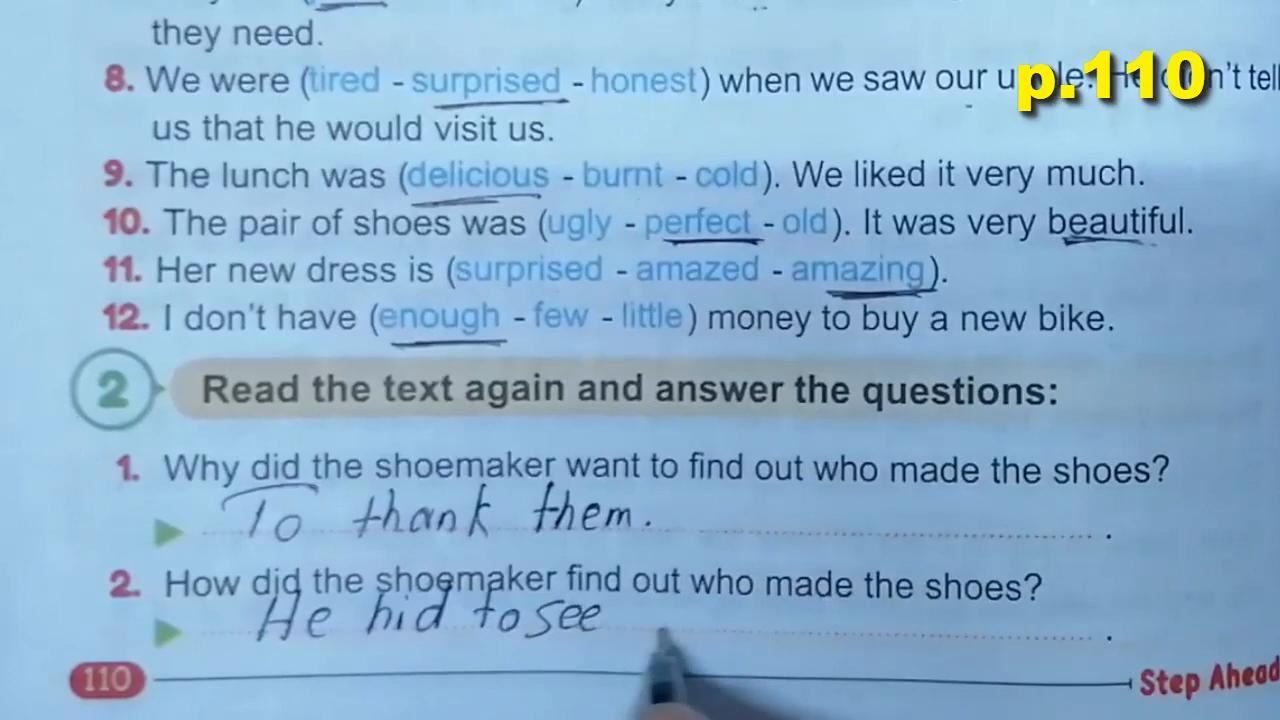 they need.
8. We were (tired - surprised - honest) when we saw our
p.110
us that he would visit us.
9. The lunch was (delicious - burnt - cold). We liked it very much.
10. The pair of shoes was (ugly - perfect - old). It was very beautiful.
11. Her new dress is (surprised - amazed - amazing).
12. I don't have (enough - few - little) money to buy a new bike.
2 Read the text again and answer the questions:
1. Why did the shoemaker want to find out who made the shoes?
To thank them.
2. How did the shoemaker find out who made the shoes?
He hid to see
110
Step Ahead